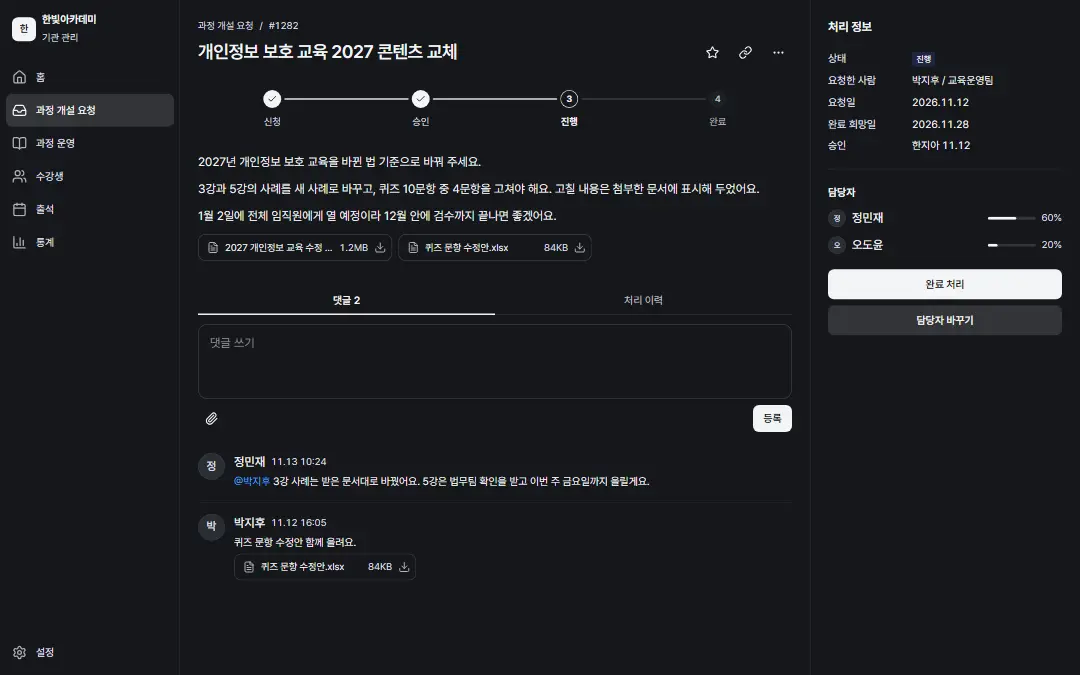 한
한빛아카데미
기관 관리
홈
과정 개설 요청
과정 운영
수강생
출석
통계
설정
과정 개설 요청 / #1282
개인정보 보호 교육 2027 콘텐츠 교체
3
4
신청
승인
진행
완료
2027년 개인정보 보호 교육을 바뀐 법 기준으로 바꿔 주세요.
3강과 5강의 사례를 새 사례로 바꾸고, 퀴즈 10문항 중 4문항을 고쳐야 해요. 고칠 내용은 첨부한 문서에 표시해 두었어요.
1월 2일에 전체 임직원에게 열 예정이라 12월 안에 검수까지 끝나면 좋겠어요.
2027 개인정보 교육 수정 ... 1.2MB
퀴즈 문항 수정안.xlsx 84KB
댓글 2
처리 이력
댓글 쓰기
등록
정
정민재 11.13 10:24
@박지후 3강 사례는 받은 문서대로 바꿨어요. 5강은 법무팀 확인을 받고 이번 주 금요일까지 올릴게요.
박
박지후 11.12 16:05
퀴즈 문항 수정안 함께 올려요.
퀴즈 문항 수정안.xlsx 84KB
처리 정보
상태 진행
요청한 사람 박지후 / 교육운영팀
요청일 2026.11.12
완료 희망일 2026.11.28
승인 한지아 11.12
담당자
정 정민재 60%
오 오도윤 20%
완료 처리
담당자 바꾸기